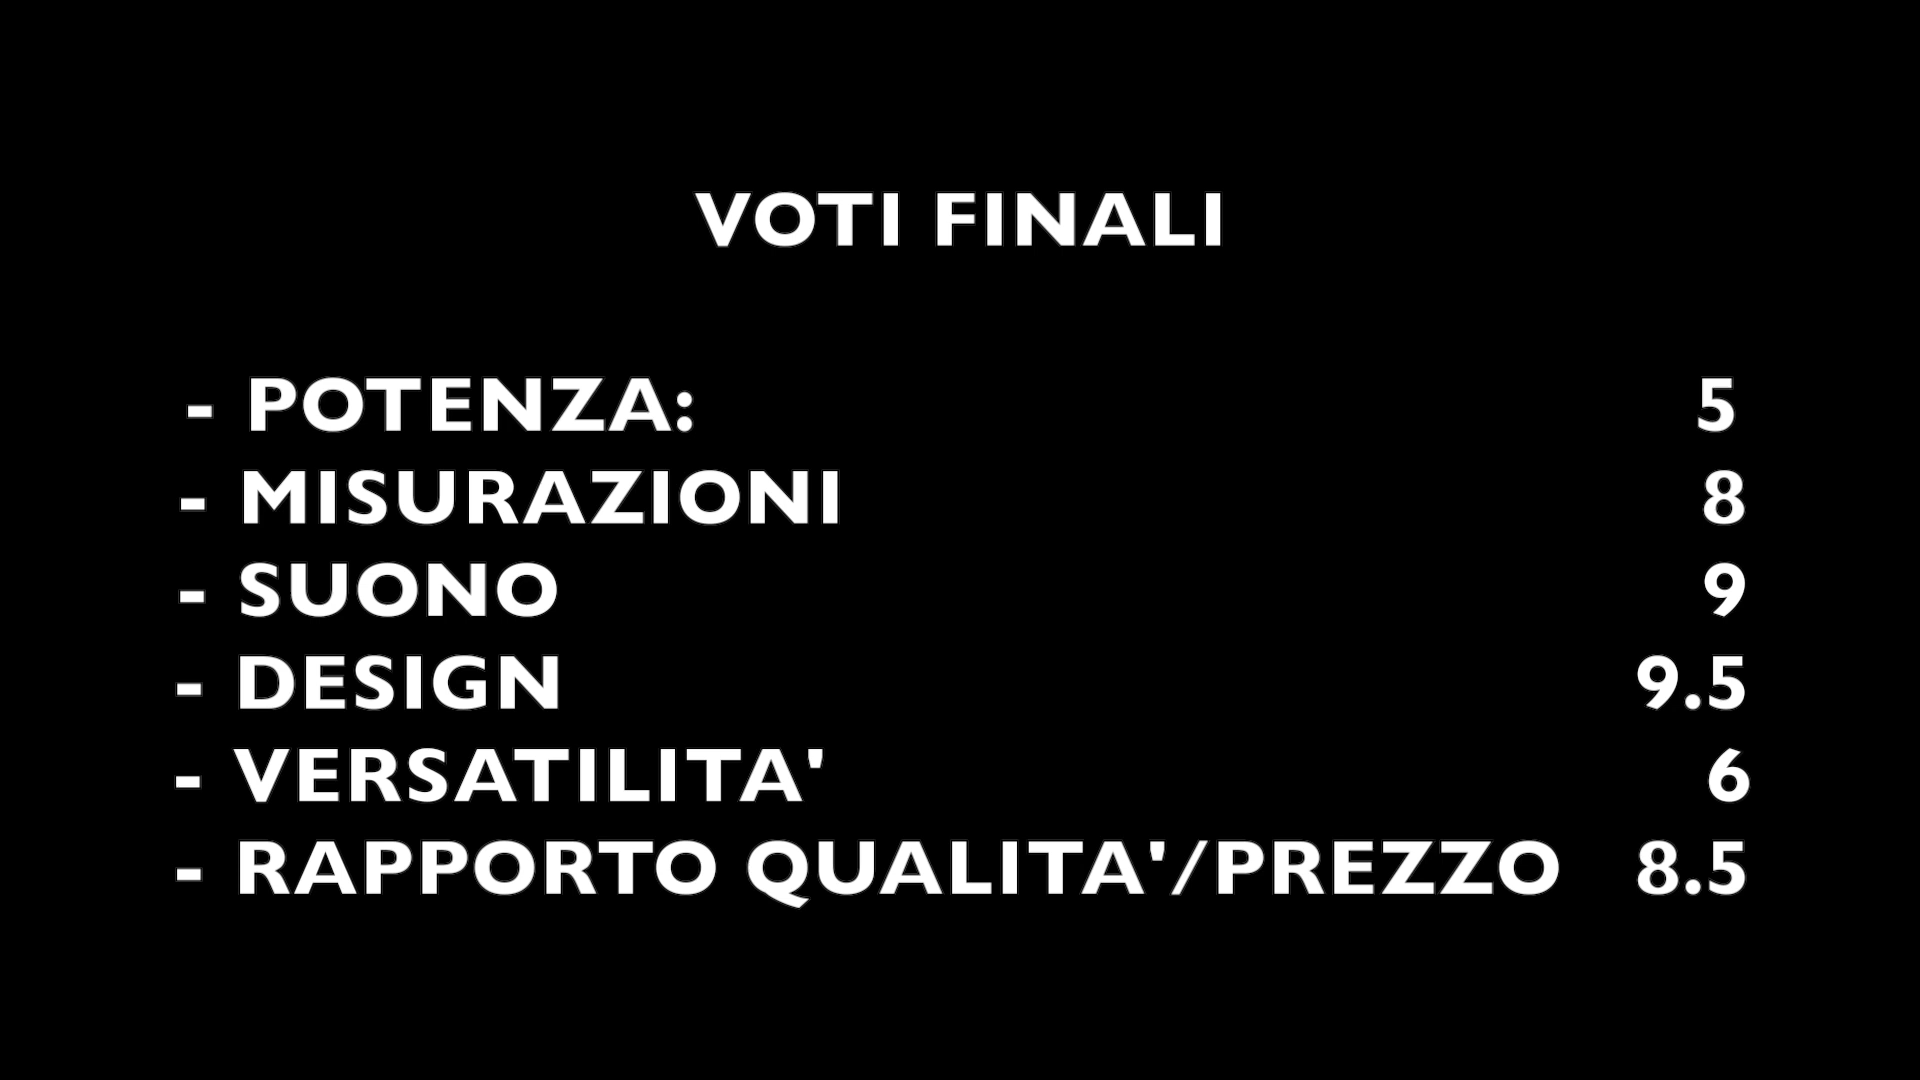 VOTI FINALI
- POTENZA: 5
- MISURAZIONI 8
- SUONO 9
- DESIGN 9.5
- VERSATILITA' 6
- RAPPORTO QUALITA'/PREZZO 8.5